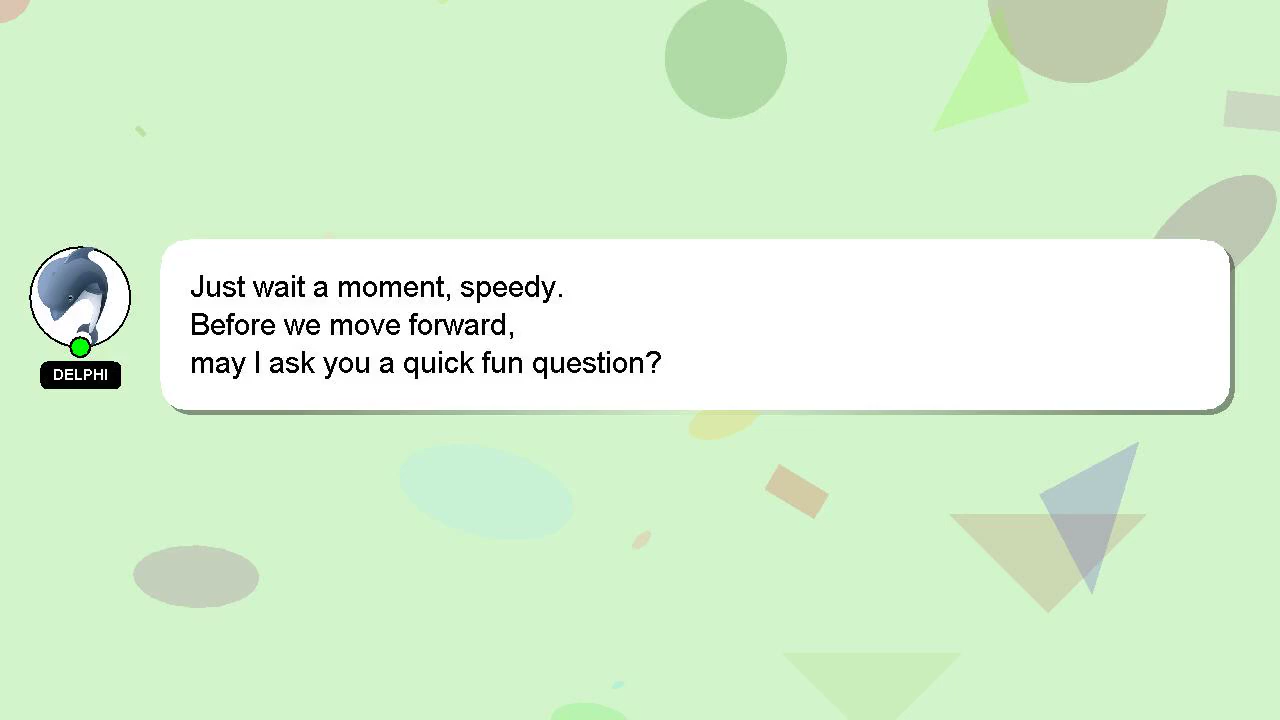 Just wait a moment, speedy.
Before we move forward,
may I ask you a quick fun question?
DELPHI